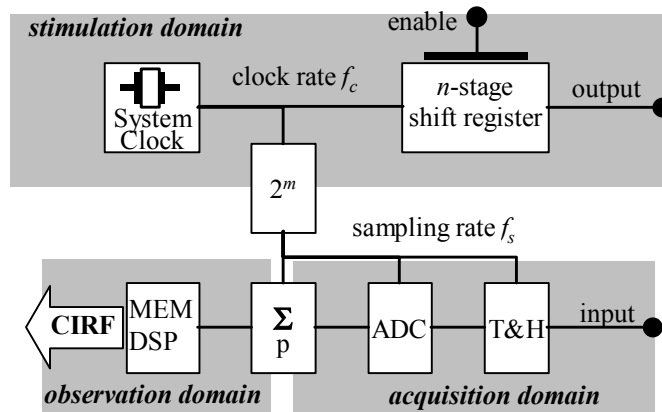 stimulation domain
enable
System
Clock
clock rate f_c
n-stage
shift register
output
2^m
sampling rate f_s
CIRF
MEM
DSP
Σ
p
ADC
T&H
input
observation domain
acquisition domain